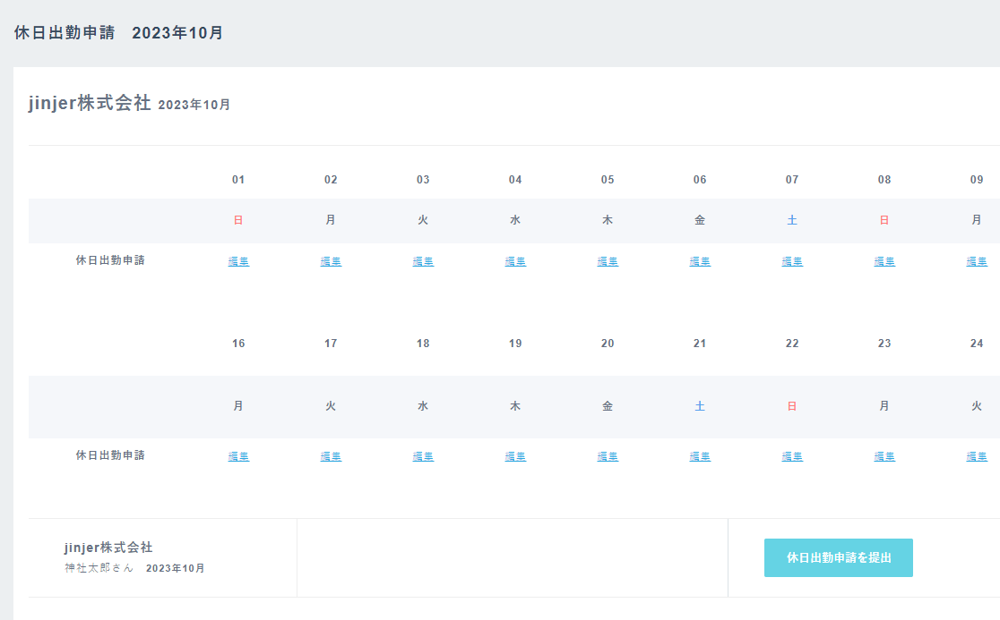 休日出勤申請　2023年10月
jinjer株式会社 2023年10月
01 02 03 04 05 06 07 08 09
日 月 火 水 木 金 土 日 月
休日出勤申請 編集 編集 編集 編集 編集 編集 編集 編集 編集
16 17 18 19 20 21 22 23 24
月 火 水 木 金 土 日 月 火
休日出勤申請 編集 編集 編集 編集 編集 編集 編集 編集 編集
jinjer株式会社
神社太郎さん　2023年10月
休日出勤申請を提出